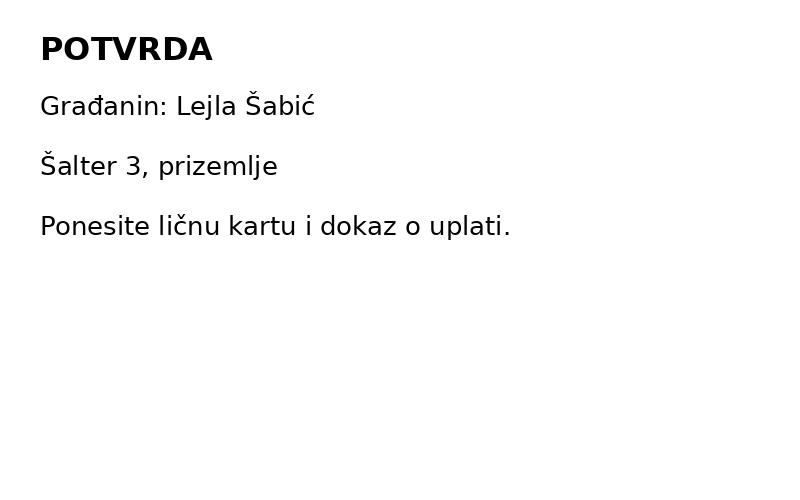 POTVRDA
Građanin: Lejla Šabić
Šalter 3, prizemlje
Ponesite ličnu kartu i dokaz o uplati.